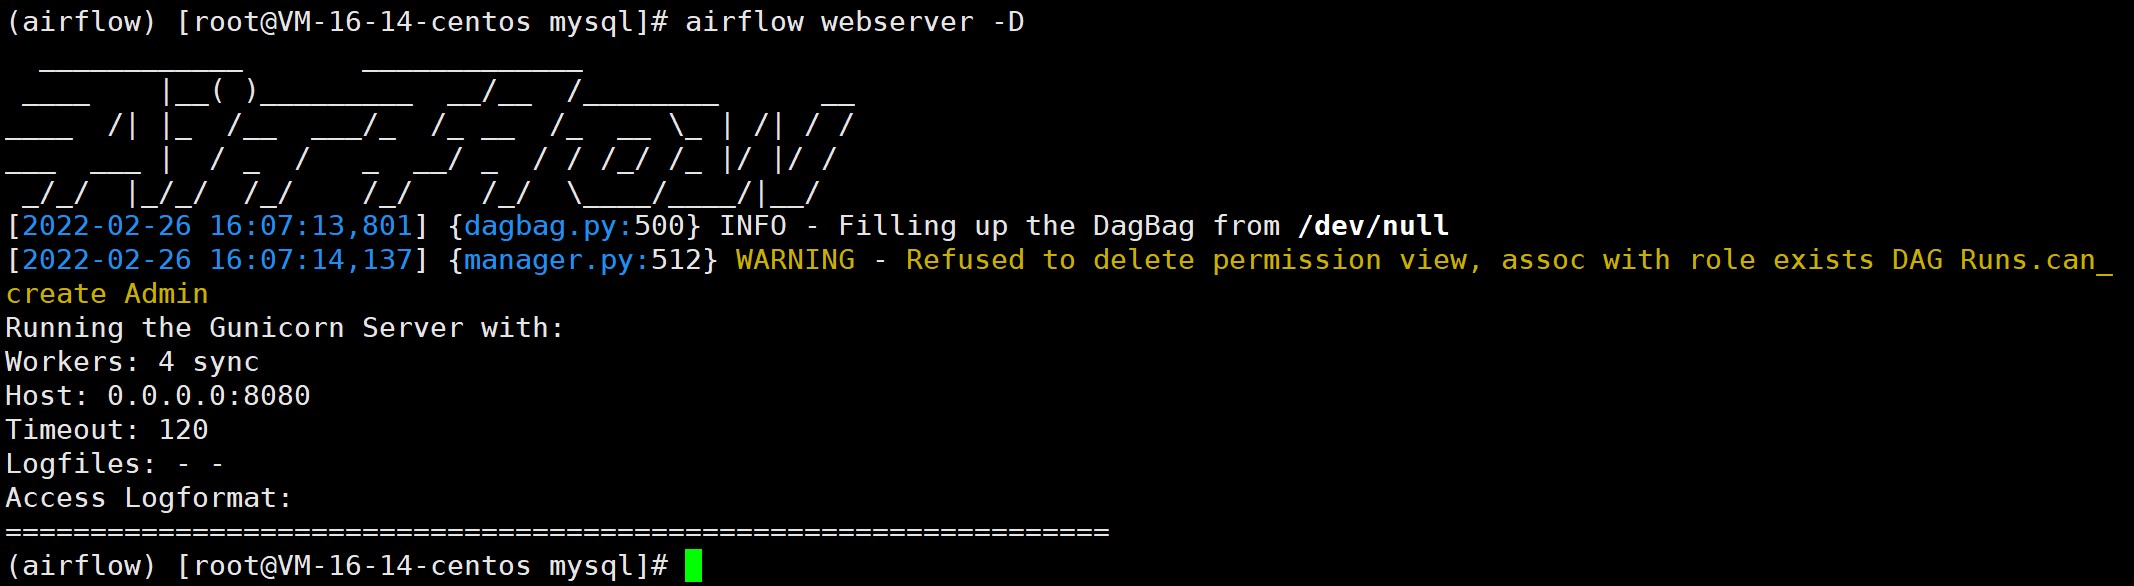 (airflow) [root@VM-16-14-centos mysql]# airflow webserver -D
  ____________       _____________
 ____    |__( )_________  __/__  /________      __
____  /| |_  /__  ___/_  /_ __  /_  __ \_ | /| / /
___  ___ |  / _  /   _  __/ _  / / /_/ /_ |/ |/ /
 _/_/  |_/_/  /_/    /_/    /_/  \____/____/|__/
[2022-02-26 16:07:13,801] {dagbag.py:500} INFO - Filling up the DagBag from /dev/null
[2022-02-26 16:07:14,137] {manager.py:512} WARNING - Refused to delete permission view, assoc with role exists DAG Runs.can_
create Admin
Running the Gunicorn Server with:
Workers: 4 sync
Host: 0.0.0.0:8080
Timeout: 120
Logfiles: - -
Access Logformat:
=================================================================
(airflow) [root@VM-16-14-centos mysql]#